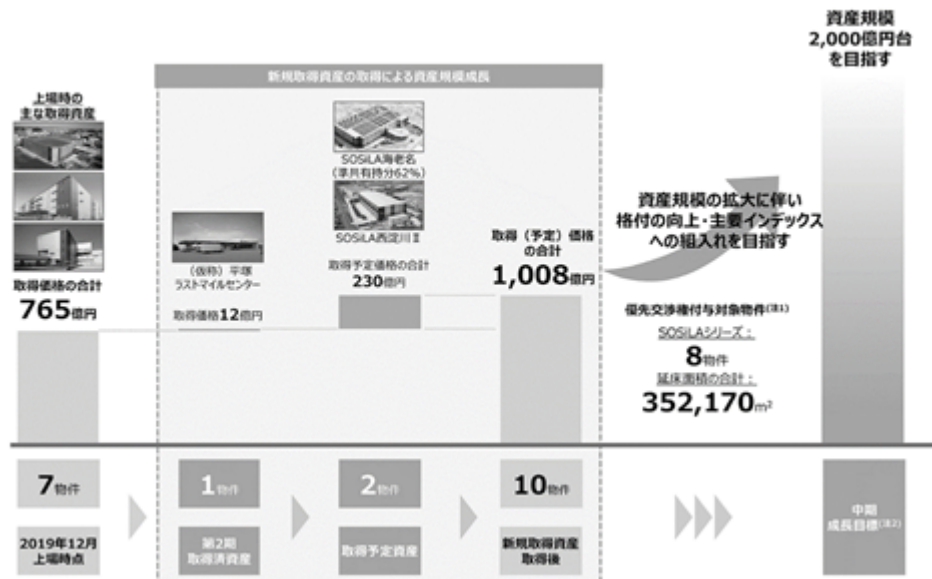 資産規模
2,000億円台
を目指す
新規取得資産の取得による資産規模成長
上場時の
主な取得資産
取得価格の合計
765億円
（仮称）平塚
ラストマイルセンター
取得価格12億円
SOSiLA海老名
（準共有持分62%）
SOSiLA西淀川Ⅱ
取得予定価格の合計
230億円
取得（予定）価格
の合計
1,008億円
資産規模の拡大に伴い
格付の向上・主要インデックス
への組入れを目指す
優先交渉権付与対象物件(注1)
SOSiLAシリーズ：
8物件
延床面積の合計：
352,170m²
7物件
1物件
2物件
10物件
2019年12月
上場時点
第2期
取得済資産
取得予定資産
新規取得資産
取得後
中期
成長目標(注2)